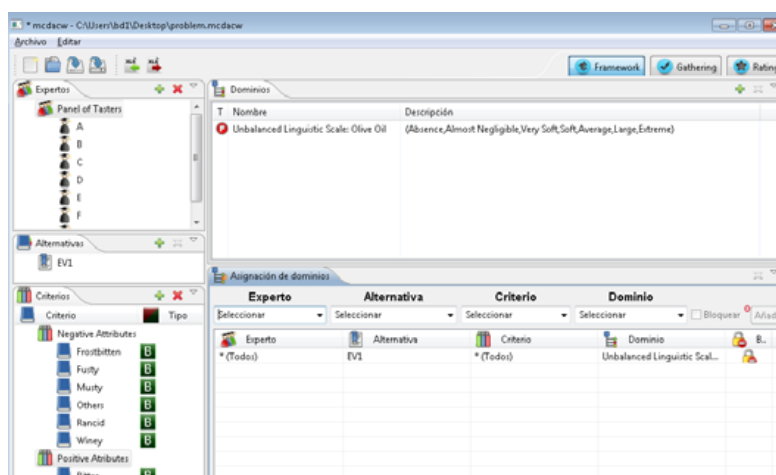 * mcdacw - C:\Users\bd1\Desktop\problem.mcdacw
Archivo Editar
Framework Gathering Rating
Expertos
Panel of Tasters
A
B
C
D
E
F
Alternativas
EV1
Criterios
Criterio Tipo
Negative Attributes
Frostbitten B
Fusty B
Musty B
Others B
Rancid B
Winey B
Positive Attributes
Dominios
T Nombre Descripción
Unbalanced Linguistic Scale: Olive Oil (Absence,Almost Negligible,Very Soft,Soft,Average,Large,Extreme)
Asignación de dominios
Experto Alternativa Criterio Dominio
Seleccionar Seleccionar Seleccionar Seleccionar Bloquear Añad
Experto Alternativa Criterio Dominio B..
* (Todos) EV1 * (Todos) Unbalanced Linguistic Scal...